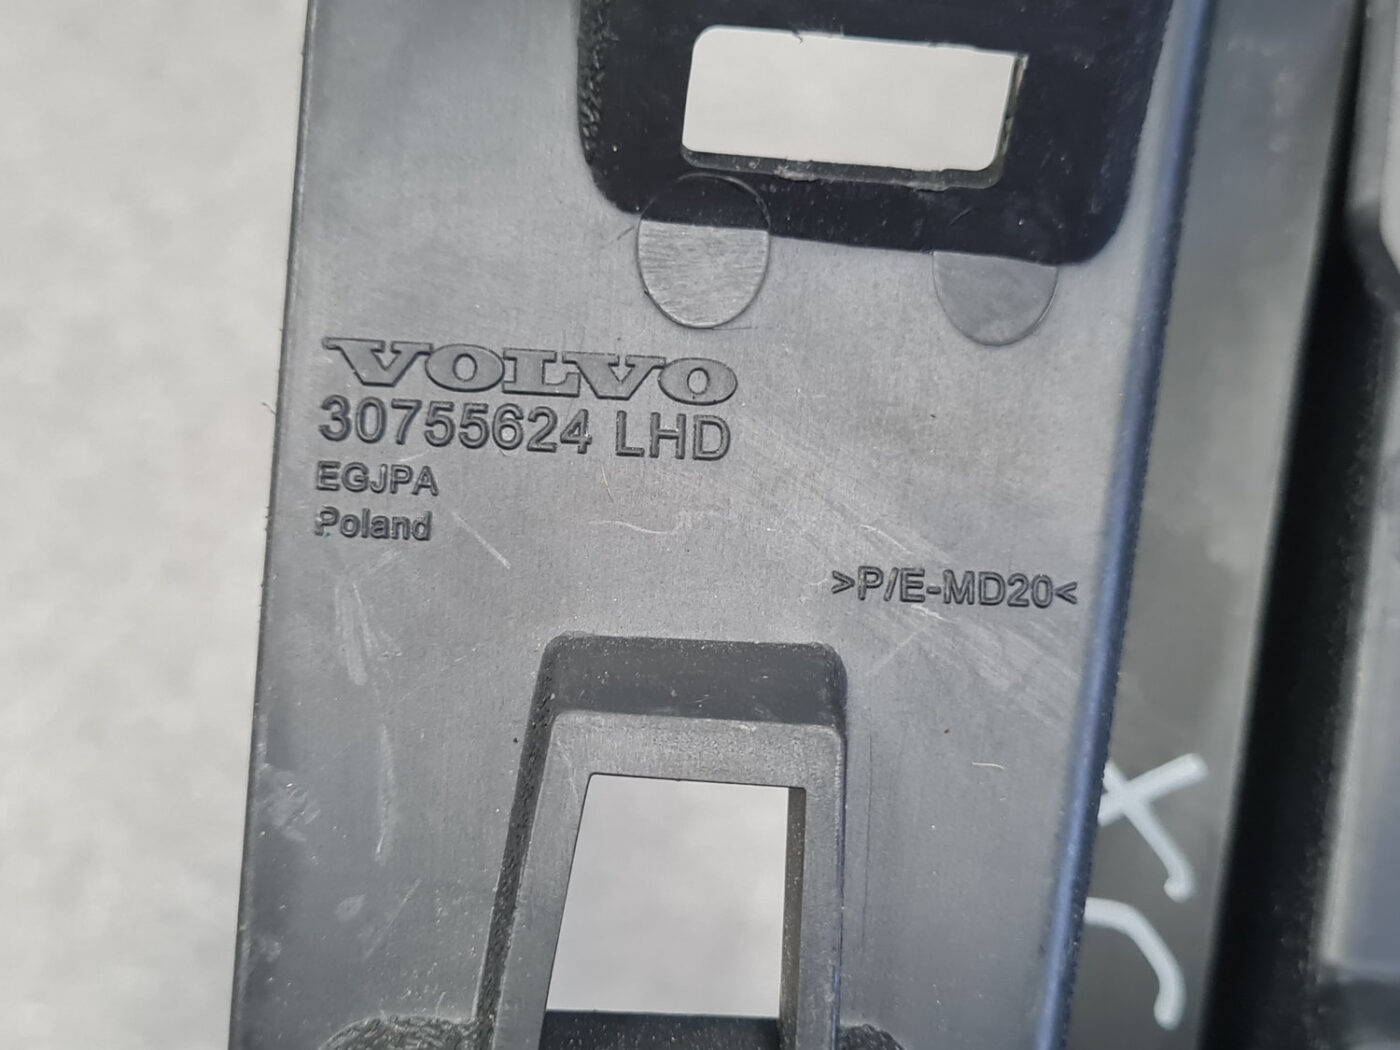 VOLVO
30755624 LHD
EGJPA
Poland
>P/E-MD20<